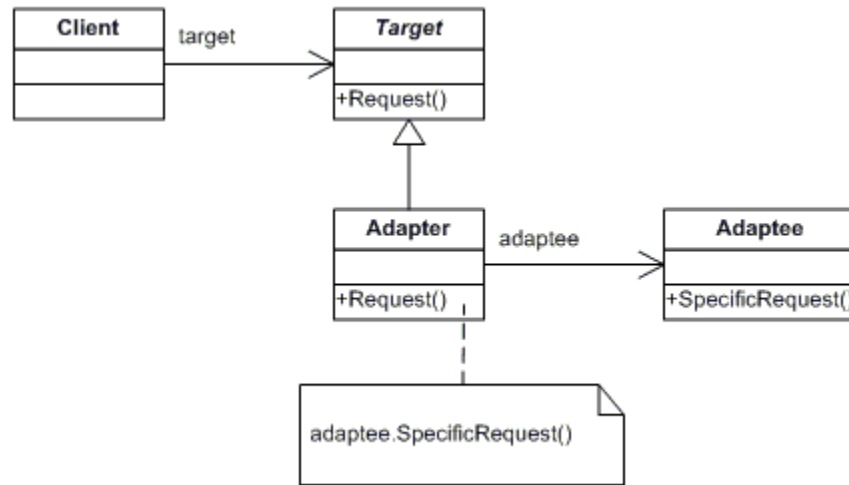 Client
target
Target
+Request()
Adapter
adaptee
Adaptee
+Request()
+SpecificRequest()
adaptee.SpecificRequest()